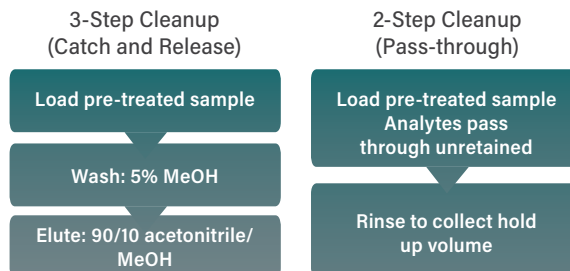 3-Step Cleanup
(Catch and Release)
Load pre-treated sample
Wash: 5% MeOH
Elute: 90/10 acetonitrile/
MeOH
2-Step Cleanup
(Pass-through)
Load pre-treated sample
Analytes pass
through unretained
Rinse to collect hold
up volume